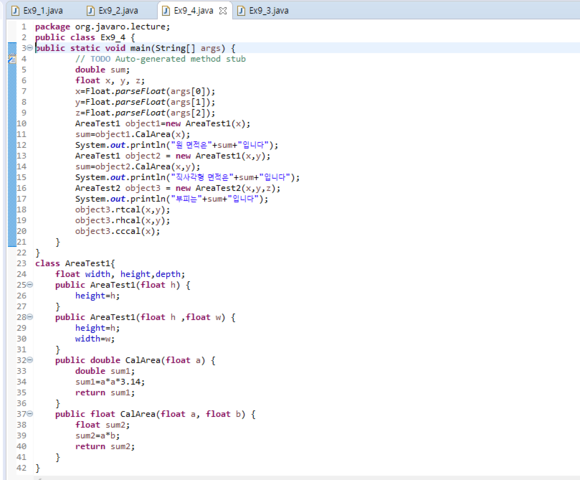 Ex9_1.java Ex9_2.java Ex9_4.java Ex9_3.java
1 package org.javaro.lecture;
2 public class Ex9_4 {
3 public static void main(String[] args) {
4 // TODO Auto-generated method stub
5 double sum;
6 float x, y, z;
7 x=Float.parseFloat(args[0]);
8 y=Float.parseFloat(args[1]);
9 z=Float.parseFloat(args[2]);
10 AreaTest1 object1=new AreaTest1(x);
11 sum=object1.CalArea(x);
12 System.out.println("원 면적은"+sum+"입니다");
13 AreaTest1 object2 = new AreaTest1(x,y);
14 sum=object2.CalArea(x,y);
15 System.out.println("직사각형 면적은"+sum+"입니다");
16 AreaTest2 object3 = new AreaTest2(x,y,z);
17 System.out.println("부피는"+sum+"입니다");
18 object3.rtcal(x,y);
19 object3.rhcal(x,y);
20 object3.cccal(x);
21 }
22 }
23 class AreaTest1{
24 float width, height,depth;
25 public AreaTest1(float h) {
26 height=h;
27 }
28 public AreaTest1(float h ,float w) {
29 height=h;
30 width=w;
31 }
32 public double CalArea(float a) {
33 double sum1;
34 sum1=a*a*3.14;
35 return sum1;
36 }
37 public float CalArea(float a, float b) {
38 float sum2;
39 sum2=a*b;
40 return sum2;
41 }
42 }